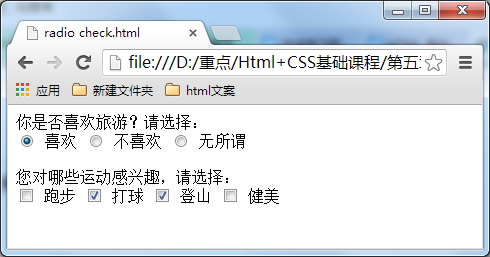 radio check.html
file:///D:/重点/Html+CSS基础课程/第五
应用 新建文件夹 html文案
你是否喜欢旅游？请选择：
喜欢 不喜欢 无所谓
您对哪些运动感兴趣，请选择：
跑步 打球 登山 健美